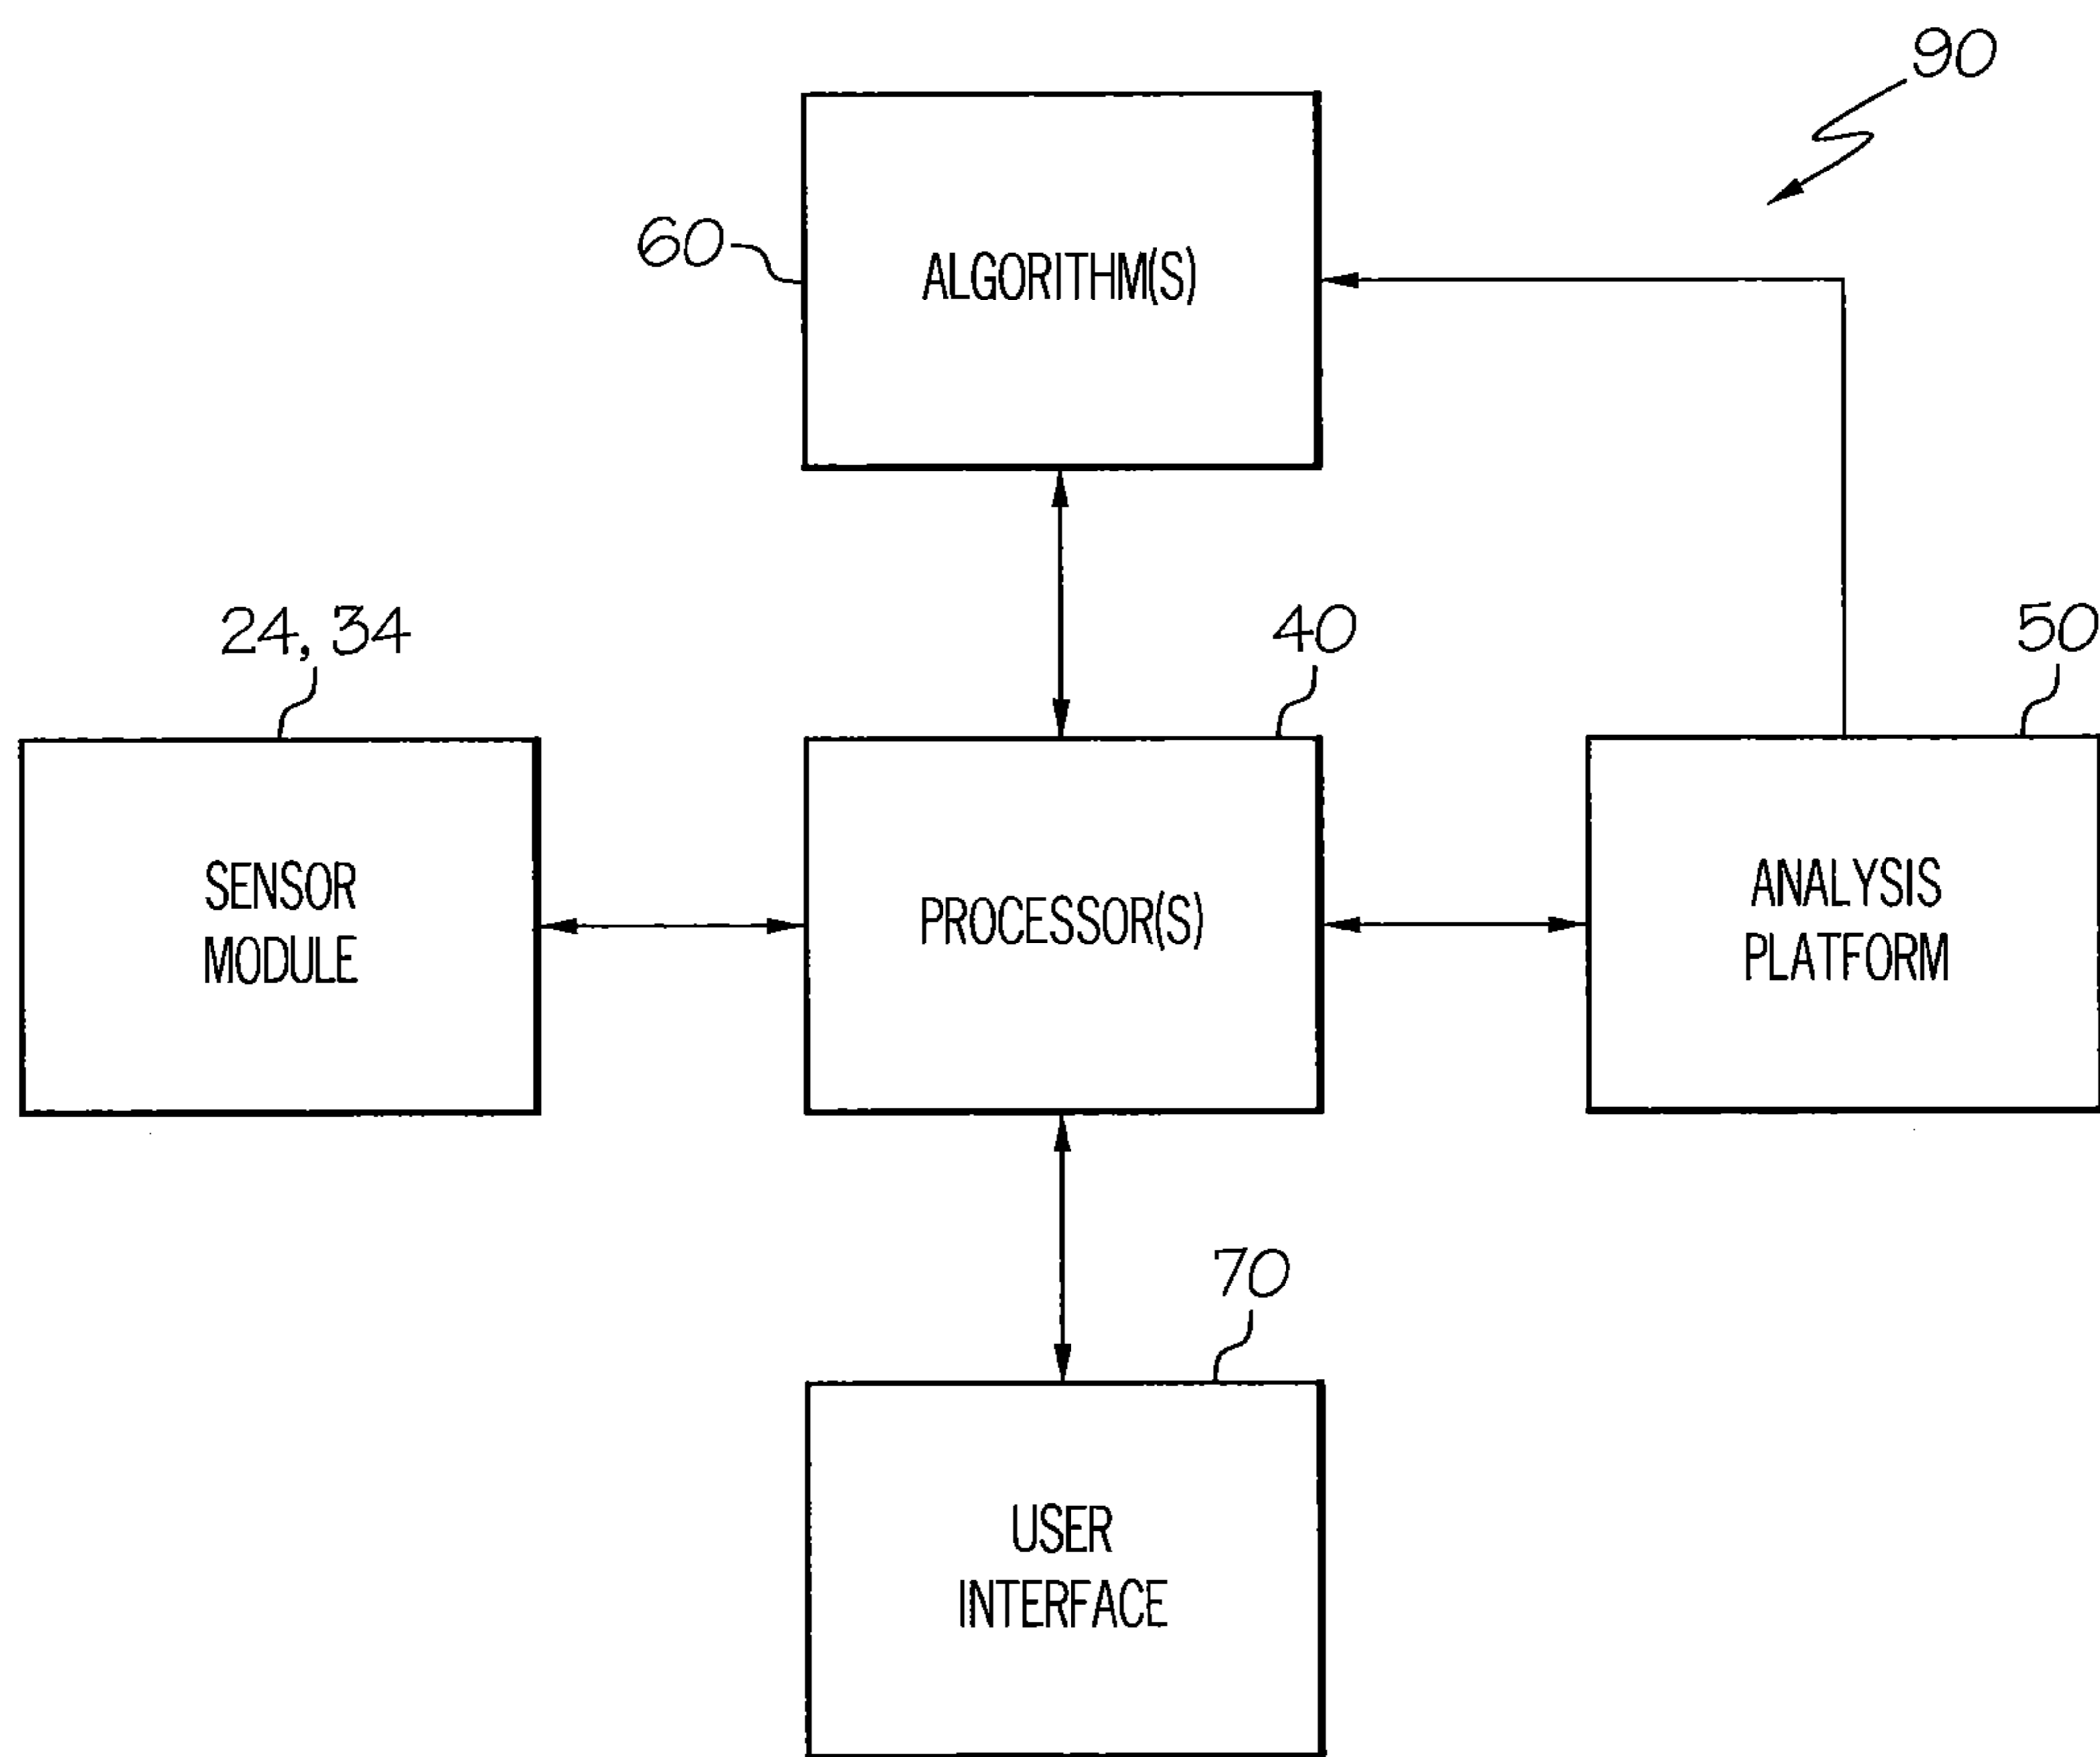 90
60
ALGORITHM(S)
24, 34
40
50
SENSOR
MODULE
PROCESSOR(S)
ANALYSIS
PLATFORM
70
USER
INTERFACE